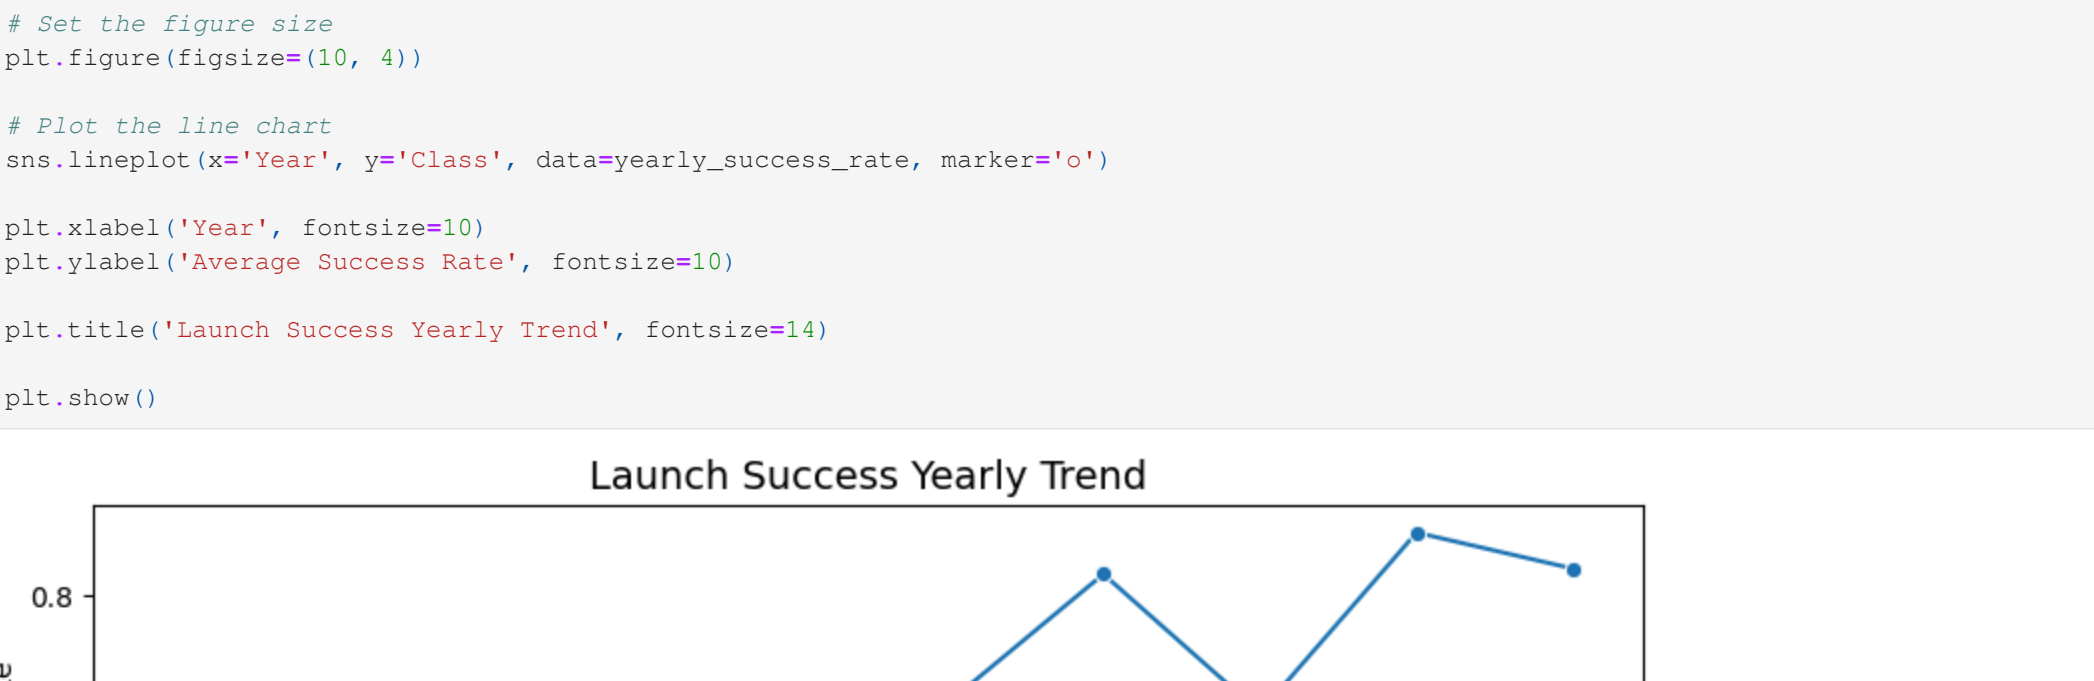 # Set the figure size
plt.figure(figsize=(10, 4))
# Plot the line chart
sns.lineplot(x='Year', y='Class', data=yearly_success_rate, marker='o')
plt.xlabel('Year', fontsize=10)
plt.ylabel('Average Success Rate', fontsize=10)
plt.title('Launch Success Yearly Trend', fontsize=14)
plt.show()
Launch Success Yearly Trend
0.8